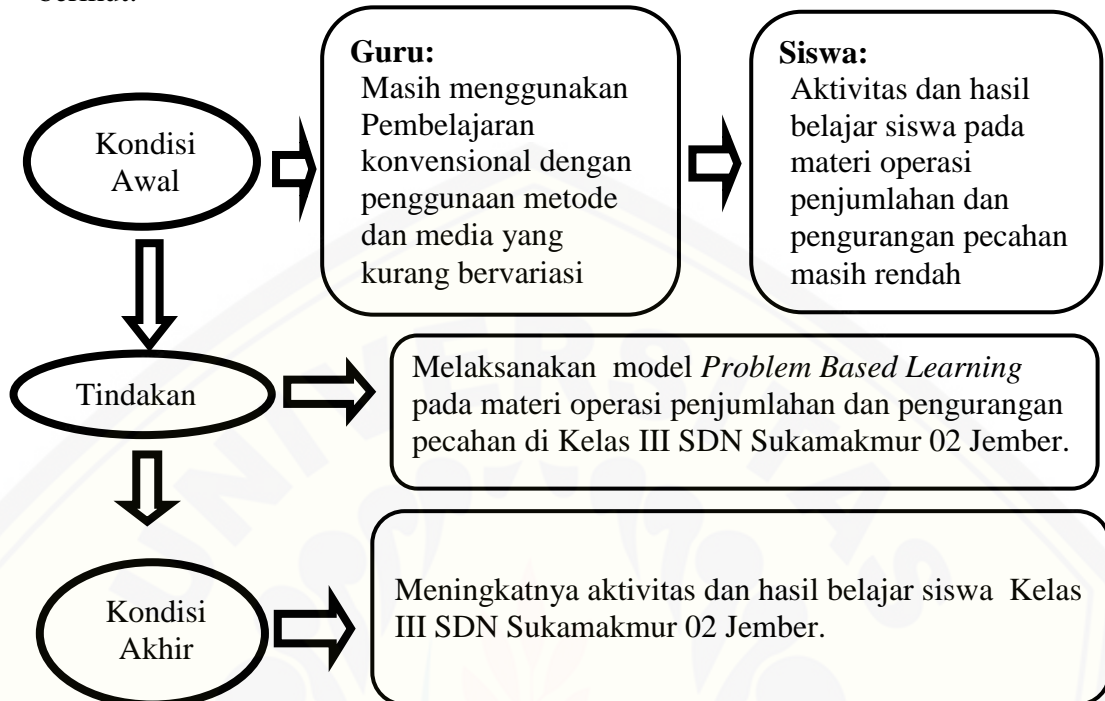 Kondisi
Awal
Guru:
Masih menggunakan
Pembelajaran
konvensional dengan
penggunaan metode
dan media yang
kurang bervariasi
Siswa:
Aktivitas dan hasil
belajar siswa pada
materi operasi
penjumlahan dan
pengurangan pecahan
masih rendah
Tindakan
Melaksanakan model Problem Based Learning
pada materi operasi penjumlahan dan pengurangan
pecahan di Kelas III SDN Sukamakmur 02 Jember.
Kondisi
Akhir
Meningkatnya aktivitas dan hasil belajar siswa Kelas
III SDN Sukamakmur 02 Jember.
UNIVERSITAS